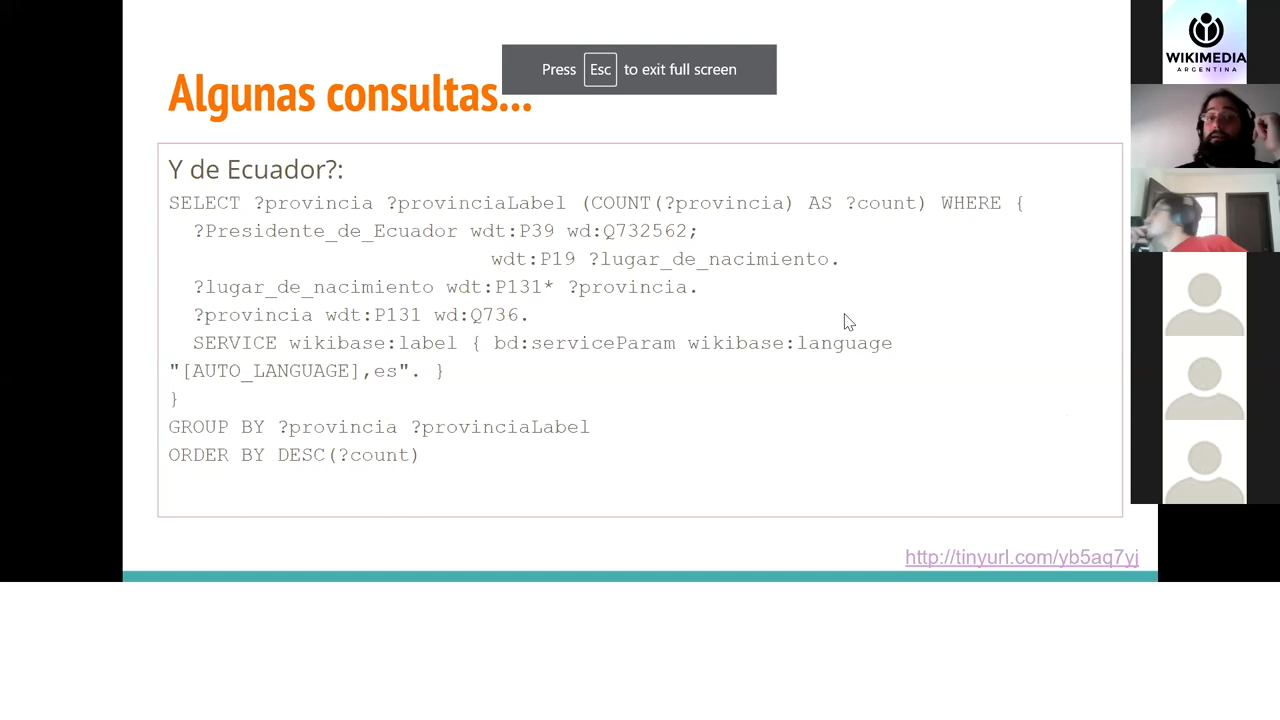 Press Esc to exit full screen
Algunas consultas...
Y de Ecuador?:
SELECT ?provincia ?provinciaLabel (COUNT(?provincia) AS ?count) WHERE {
?Presidente_de_Ecuador wdt:P39 wd:Q732562;
wdt:P19 ?lugar_de_nacimiento.
?lugar_de_nacimiento wdt:P131* ?provincia.
?provincia wdt:P131 wd:Q736.
SERVICE wikibase:label { bd:serviceParam wikibase:language
"[AUTO_LANGUAGE],es". }
}
GROUP BY ?provincia ?provinciaLabel
ORDER BY DESC(?count)
http://tinyurl.com/yb5aq7yj
WIKIMEDIA
ARGENTINA